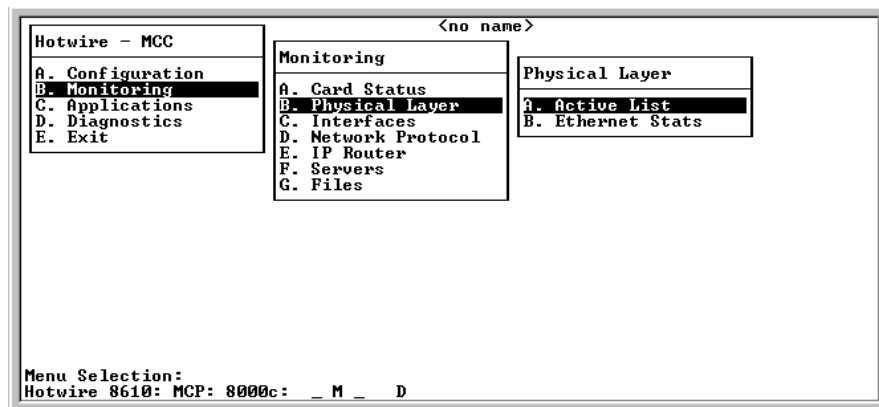 <no name>
Hotwire - MCC
A. Configuration
B. Monitoring
C. Applications
D. Diagnostics
E. Exit
Monitoring
A. Card Status
B. Physical Layer
C. Interfaces
D. Network Protocol
E. IP Router
F. Servers
G. Files
Physical Layer
A. Active List
B. Ethernet Stats
Menu Selection:
Hotwire 8610: MCP: 8000c: _ M _ D